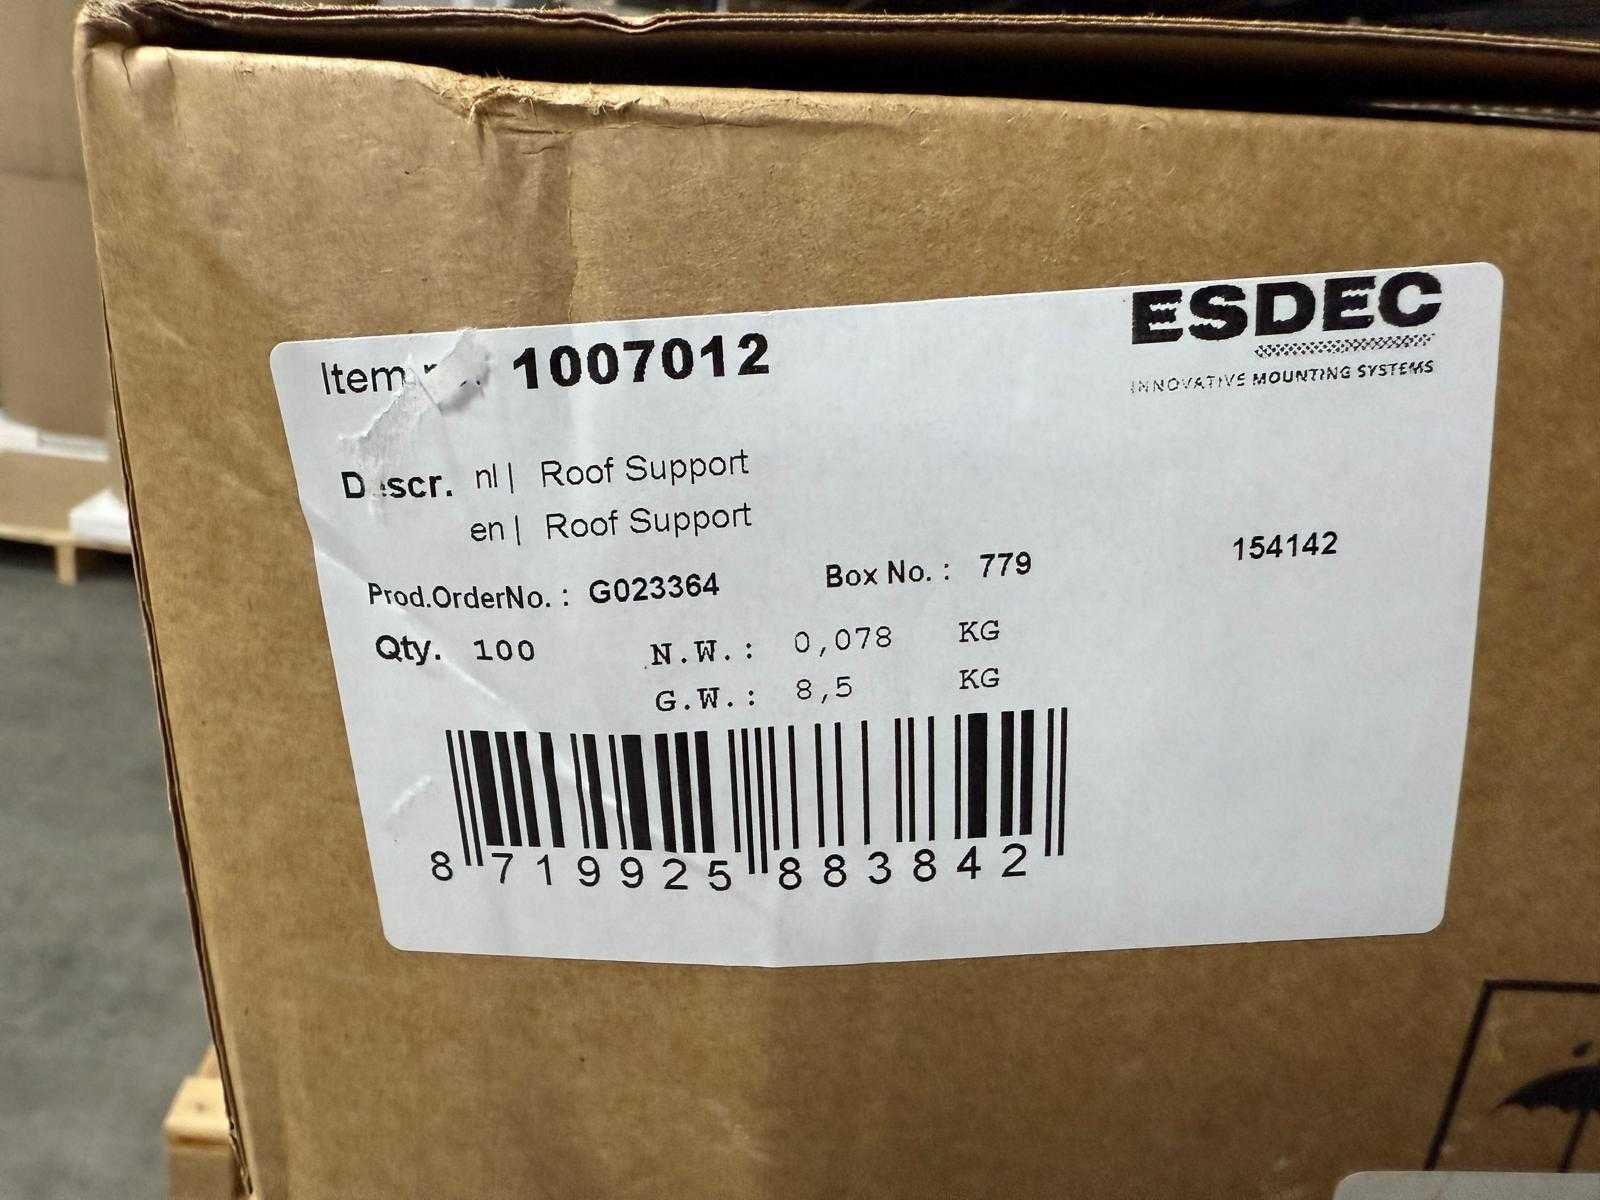 ESDEC
INNOVATIVE MOUNTING SYSTEMS
Item 1007012
Descr. nl | Roof Support
en | Roof Support
Prod.OrderNo. : G023364 Box No. : 779 154142
Qty. 100 N.W. : 0,078 KG
G.W. : 8,5 KG
8 719925 883842